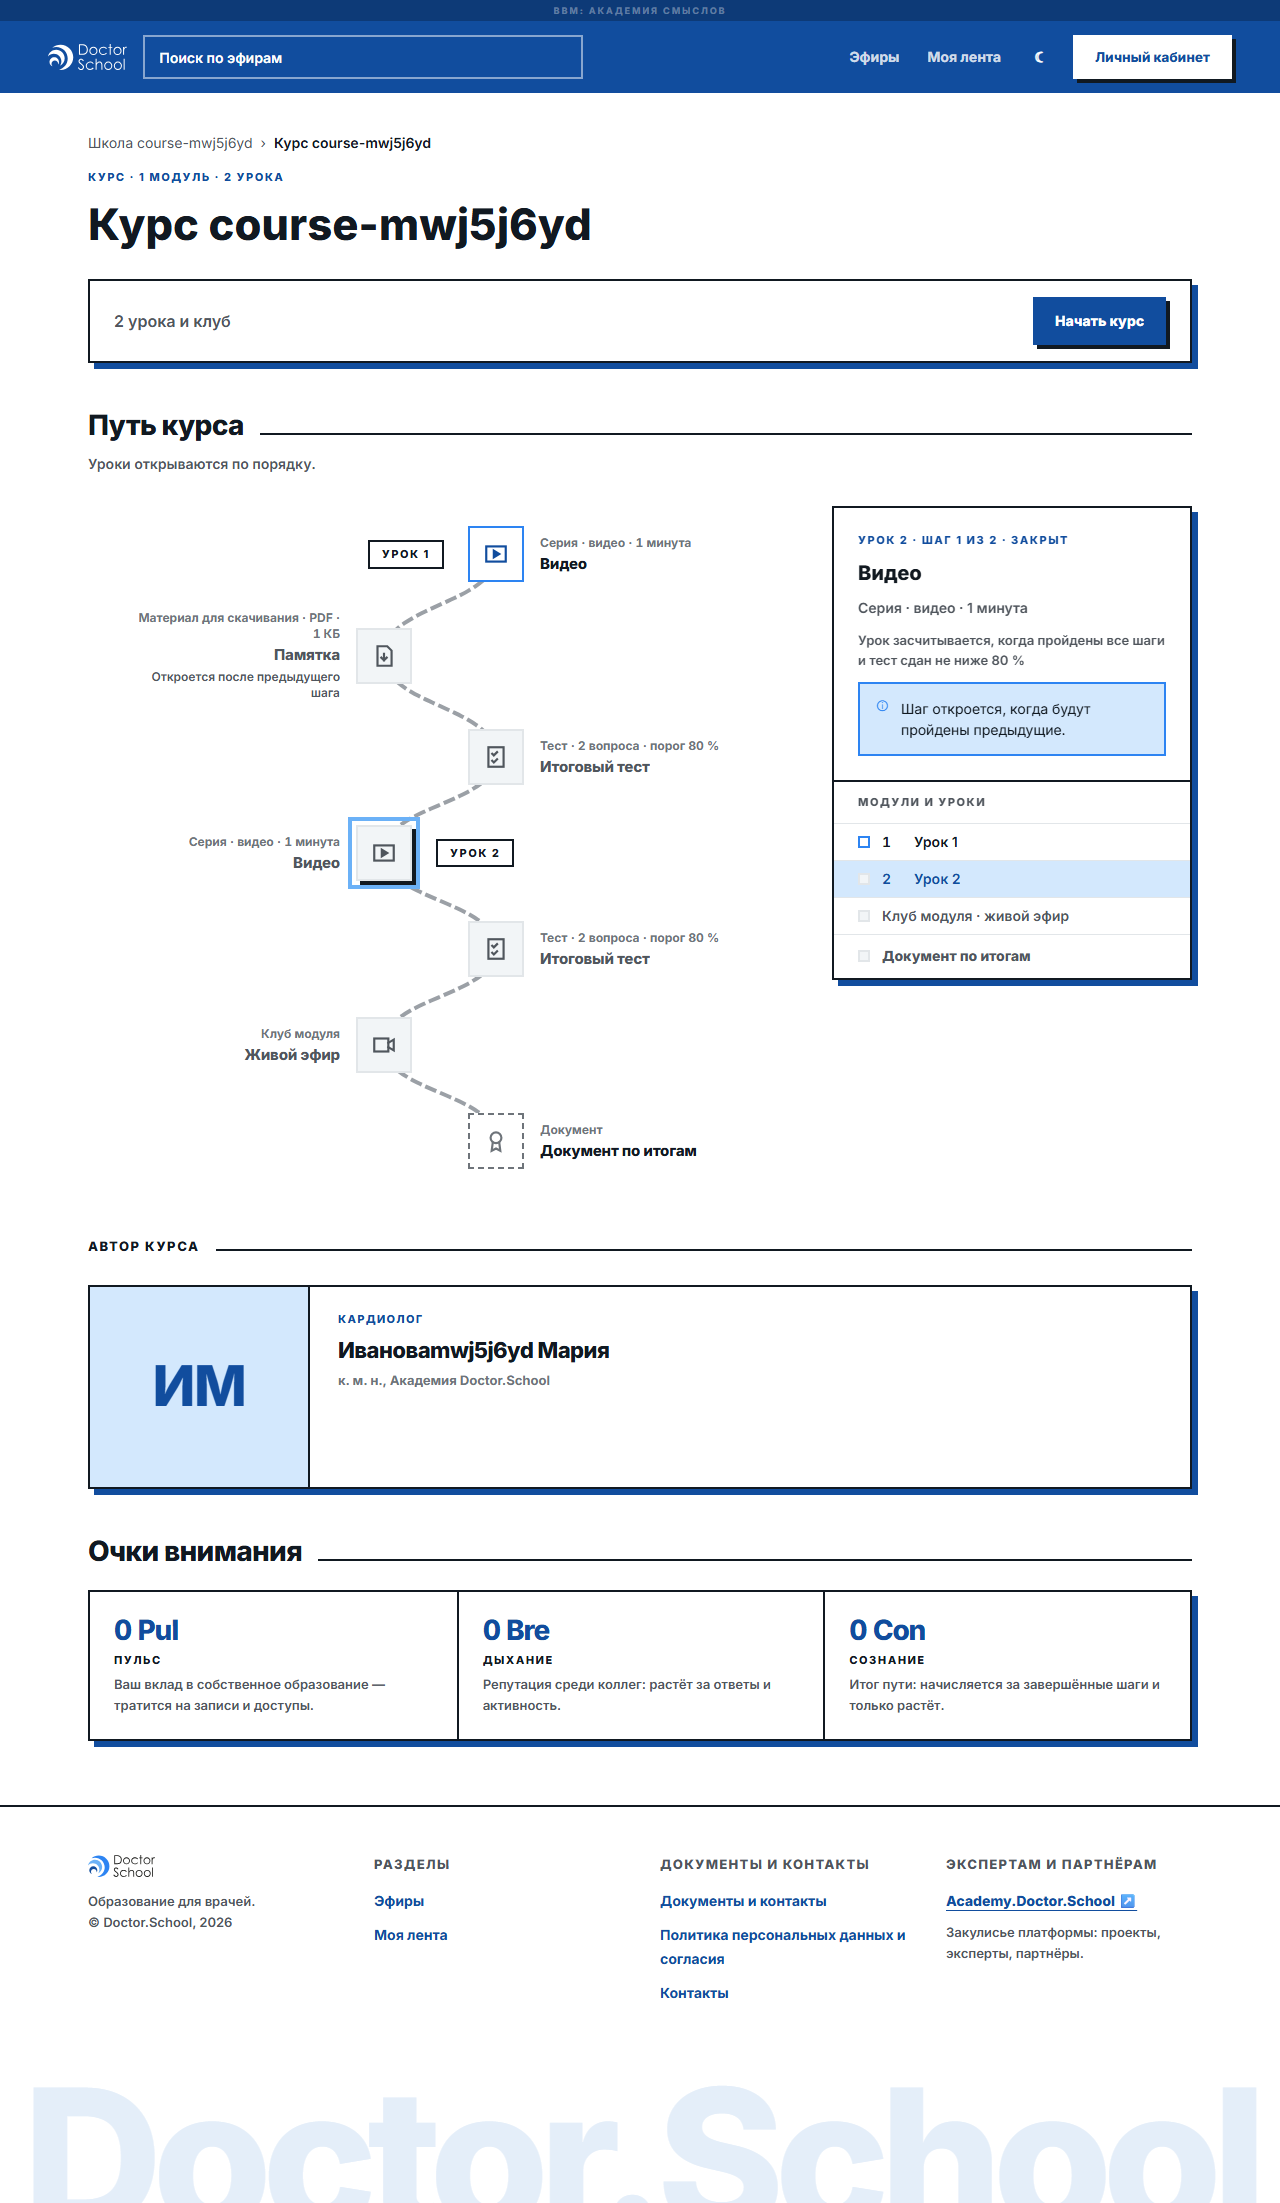 ВВМ: АКАДЕМИЯ СМЫСЛОВ
Doctor
School
Поиск по эфирам
Эфиры
Моя лента
Личный кабинет
Школа course-mwj5j6yd › Курс course-mwj5j6yd
КУРС · 1 МОДУЛЬ · 2 УРОКА
Курс course-mwj5j6yd
2 урока и клуб
Начать курс
Путь курса
Уроки открываются по порядку.
УРОК 1
Серия · видео · 1 минута
Видео
Материал для скачивания · PDF ·
1 КБ
Памятка
Откроется после предыдущего
шага
Тест · 2 вопроса · порог 80 %
Итоговый тест
Серия · видео · 1 минута
Видео
УРОК 2
Тест · 2 вопроса · порог 80 %
Итоговый тест
Клуб модуля
Живой эфир
Документ
Документ по итогам
УРОК 2 · ШАГ 1 ИЗ 2 · ЗАКРЫТ
Видео
Серия · видео · 1 минута
Урок засчитывается, когда пройдены все шаги
и тест сдан не ниже 80 %
Шаг откроется, когда будут
пройдены предыдущие.
МОДУЛИ И УРОКИ
1 Урок 1
2 Урок 2
Клуб модуля · живой эфир
Документ по итогам
АВТОР КУРСА
ИМ
КАРДИОЛОГ
Ивановаmwj5j6yd Мария
к. м. н., Академия Doctor.School
Очки внимания
0 Pul
ПУЛЬС
Ваш вклад в собственное образование —
тратится на записи и доступы.
0 Bre
ДЫХАНИЕ
Репутация среди коллег: растёт за ответы и
активность.
0 Con
СОЗНАНИЕ
Итог пути: начисляется за завершённые шаги и
только растёт.
Doctor
School
Образование для врачей.
© Doctor.School, 2026
РАЗДЕЛЫ
Эфиры
Моя лента
ДОКУМЕНТЫ И КОНТАКТЫ
Документы и контакты
Политика персональных данных и
согласия
Контакты
ЭКСПЕРТАМ И ПАРТНЁРАМ
Academy.Doctor.School ↗
Закулисье платформы: проекты,
эксперты, партнёры.
Doctor.School